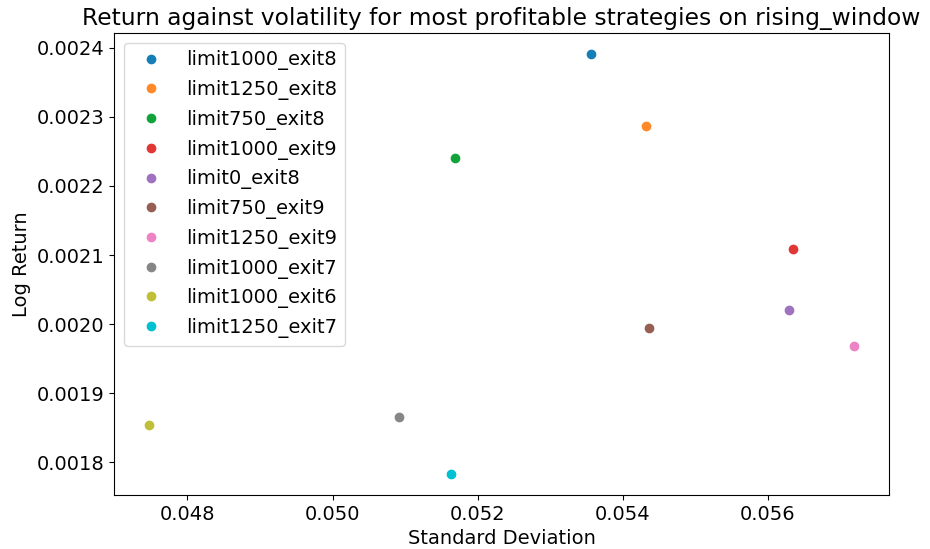 Return against volatility for most profitable strategies on rising_window
0.0024
0.0023
0.0022
0.0021
0.0020
0.0019
0.0018
Log Return
limit1000_exit8
limit1250_exit8
limit750_exit8
limit1000_exit9
limit0_exit8
limit750_exit9
limit1250_exit9
limit1000_exit7
limit1000_exit6
limit1250_exit7
0.048
0.050
0.052
0.054
0.056
Standard Deviation